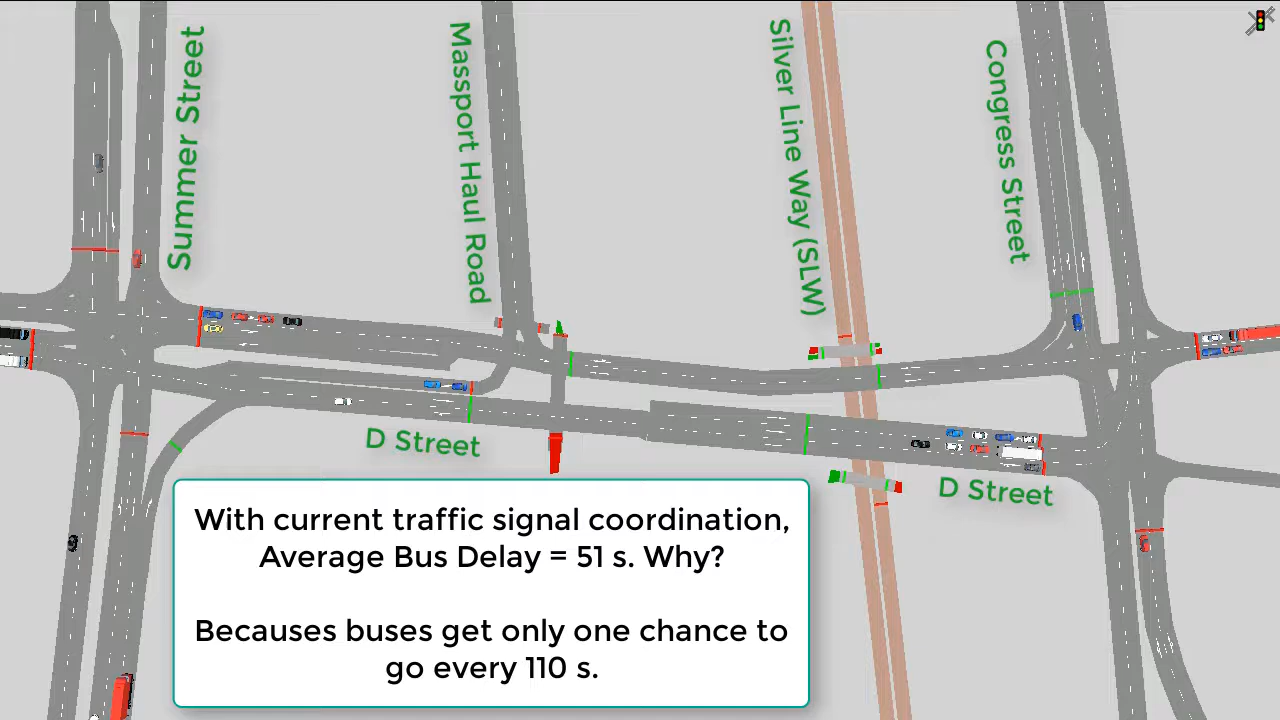 Summer Street
Massport Haul Road
Silver Line Way (SLW)
Congress Street
D Street
D Street
With current traffic signal coordination,
Average Bus Delay = 51 s. Why?
Becauses buses get only one chance to
go every 110 s.